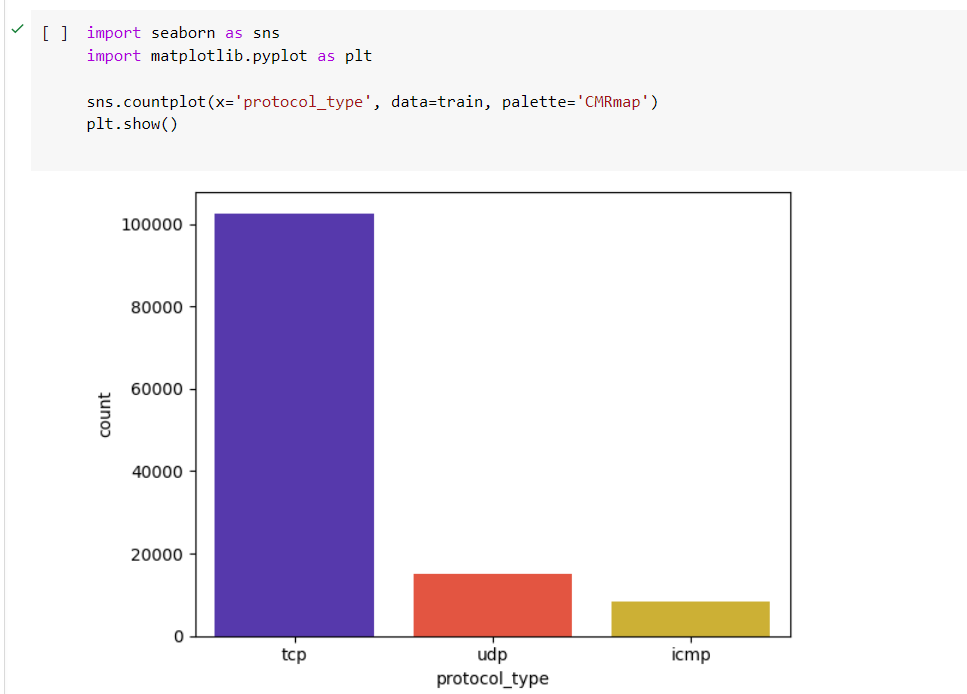 [ ] import seaborn as sns
import matplotlib.pyplot as plt
sns.countplot(x='protocol_type', data=train, palette='CMRmap')
plt.show()
100000
80000
60000
40000
20000
0
count
tcp udp icmp
protocol_type